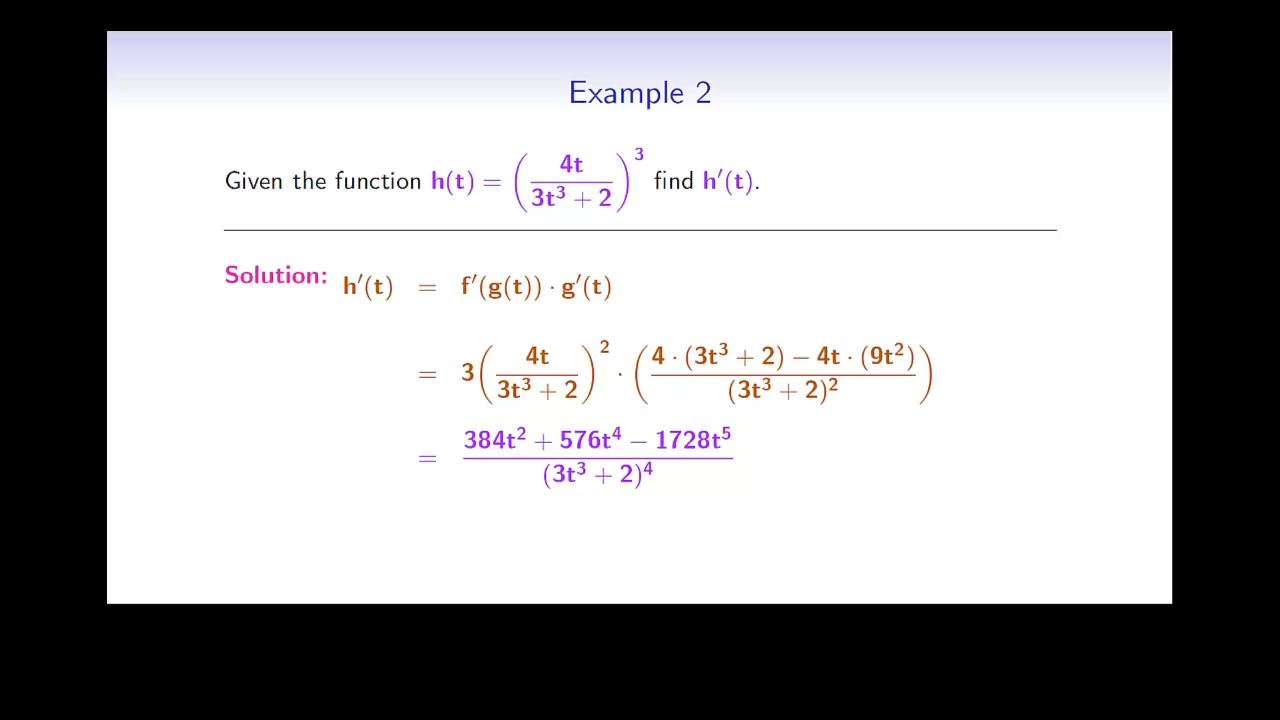 Example 2
Given the function h(t) = (4t / (3t³ + 2))³ find h′(t).
Solution: h′(t) = f′(g(t)) · g′(t)
= 3(4t / (3t³ + 2))² · ((4 · (3t³ + 2) − 4t · (9t²)) / (3t³ + 2)²)
= (384t² + 576t⁴ − 1728t⁵) / (3t³ + 2)⁴